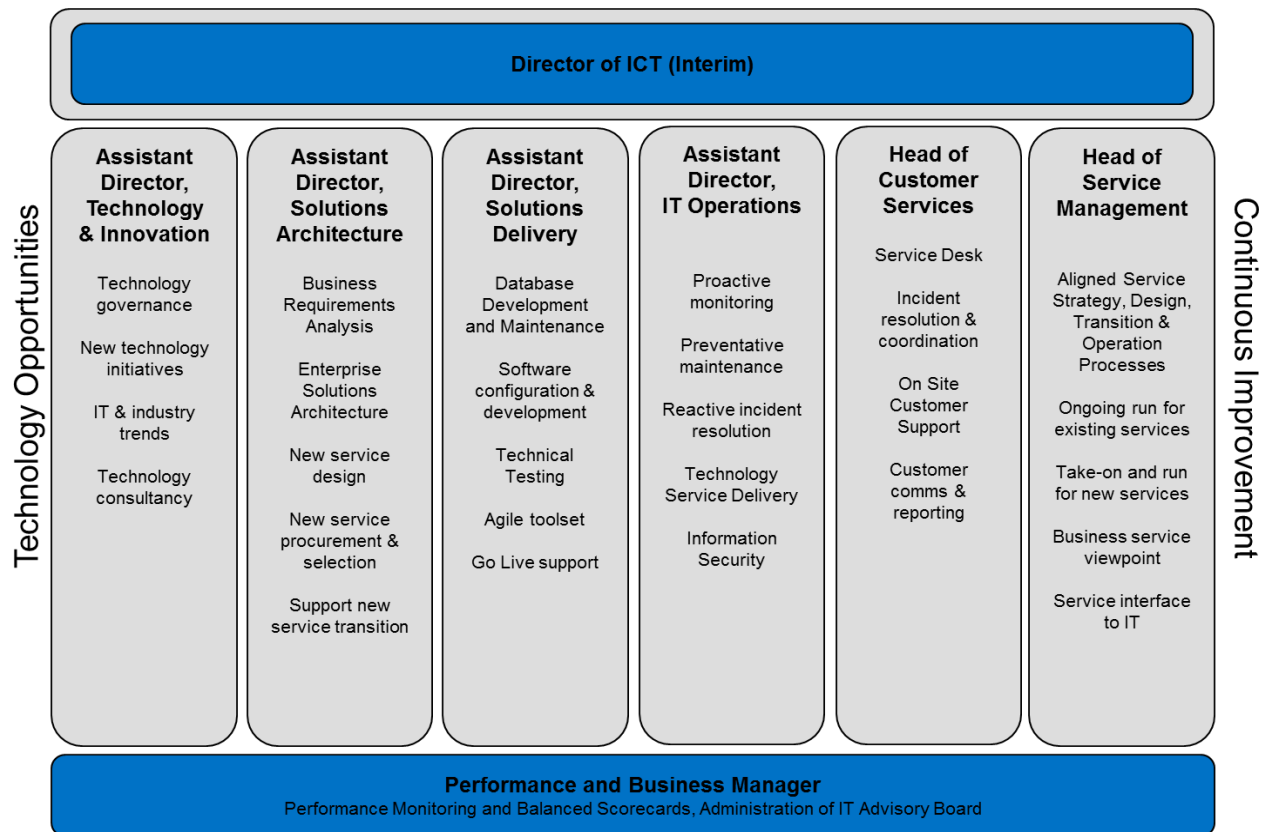 Director of ICT (Interim)
Technology Opportunities
Assistant
Director,
Technology
& Innovation
Technology
governance
New technology
initiatives
IT & industry
trends
Technology
consultancy
Assistant
Director,
Solutions
Architecture
Business
Requirements
Analysis
Enterprise
Solutions
Architecture
New service
design
New service
procurement &
selection
Support new
service transition
Assistant
Director,
Solutions
Delivery
Database
Development
and Maintenance
Software
configuration &
development
Technical
Testing
Agile toolset
Go Live support
Assistant
Director,
IT Operations
Proactive
monitoring
Preventative
maintenance
Reactive incident
resolution
Technology
Service Delivery
Information
Security
Head of
Customer
Services
Service Desk
Incident
resolution &
coordination
On Site
Customer
Support
Customer
comms &
reporting
Head of
Service
Management
Aligned Service
Strategy, Design,
Transition &
Operation
Processes
Ongoing run for
existing services
Take-on and run
for new services
Business service
viewpoint
Service interface
to IT
Continuous Improvement
Performance and Business Manager
Performance Monitoring and Balanced Scorecards, Administration of IT Advisory Board